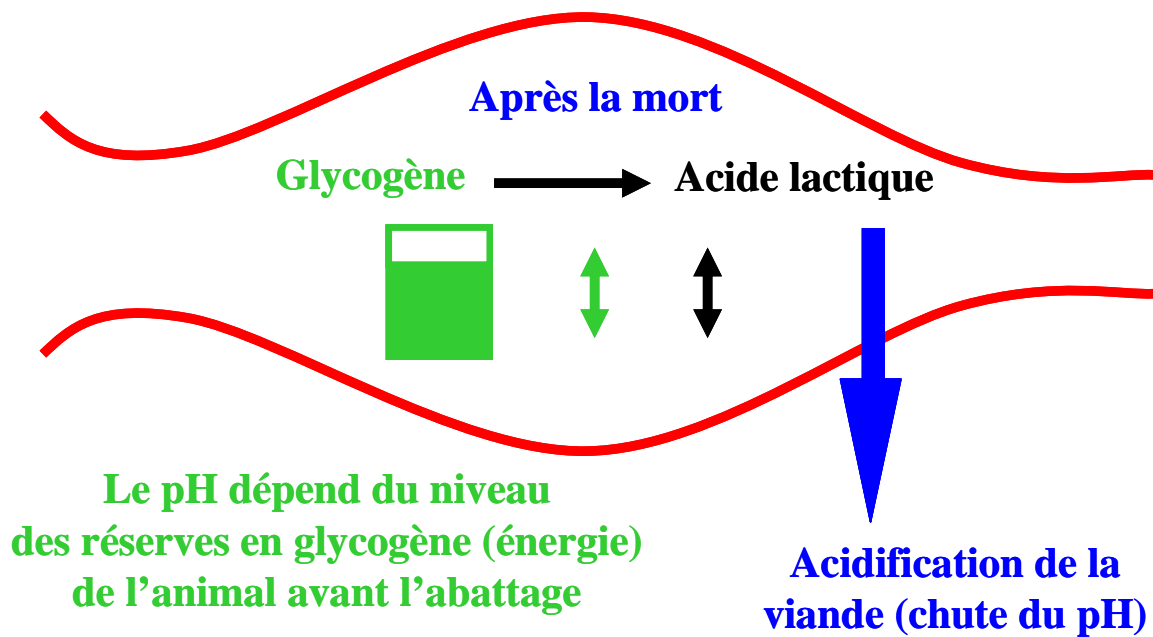 Après la mort
Glycogène
Acide lactique
Le pH dépend du niveau
des réserves en glycogène (énergie)
de l’animal avant l’abattage
Acidification de la
viande (chute du pH)